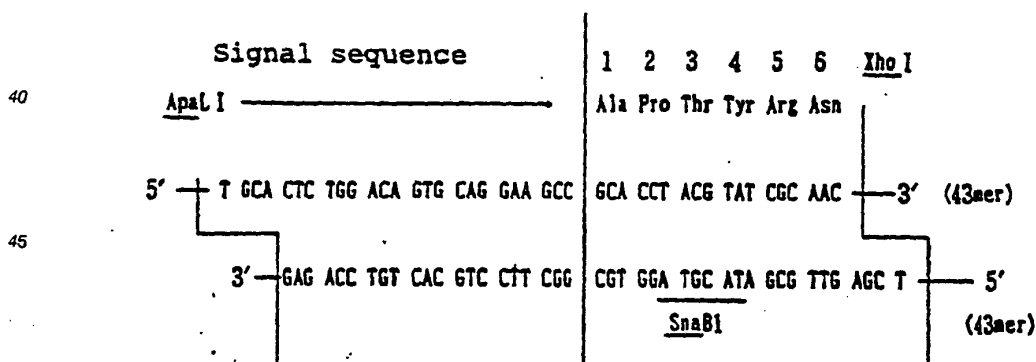 Signal sequence
1 2 3 4 5 6 Xho I
40
ApaL I
Ala Pro Thr Tyr Arg Asn
5′ T GCA CTC TGG ACA GTG CAG GAA GCC GCA CCT ACG TAT CGC AAC 3′ (43mer)
45
3′ GAG ACC TGT CAC GTC CTT CGG CGT GGA TGC ATA GCG TTG AGC T 5′
SnaB1
(43mer)